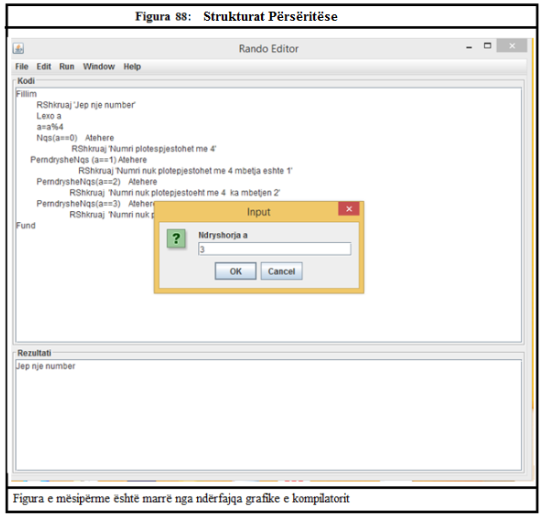 Figura 88: Strukturat Përsëritëse
Rando Editor
File Edit Run Window Help
Kodi
Fillim
RShkruaj 'Jep nje number'
Lexo a
a=a%4
Nqs(a==0) Atehere
RShkruaj 'Numri plotespjestohet me 4'
PerndrysheNqs (a==1) Atehere
RShkruaj 'Numri nuk plotepjestohet me 4 mbetja eshte 1'
PerndrysheNqs(a==2) Atehere
RShkruaj 'Numri nuk plotepjestoeht me 4 ka mbetjen 2'
PerndrysheNqs(a==3) Atehere
RShkruaj 'Numri nuk p
Fund
Input
Ndryshorja a
3
OK Cancel
Rezultati
Jep nje number
Figura e mësipërme është marrë nga ndërfaqja grafike e kompilatorit